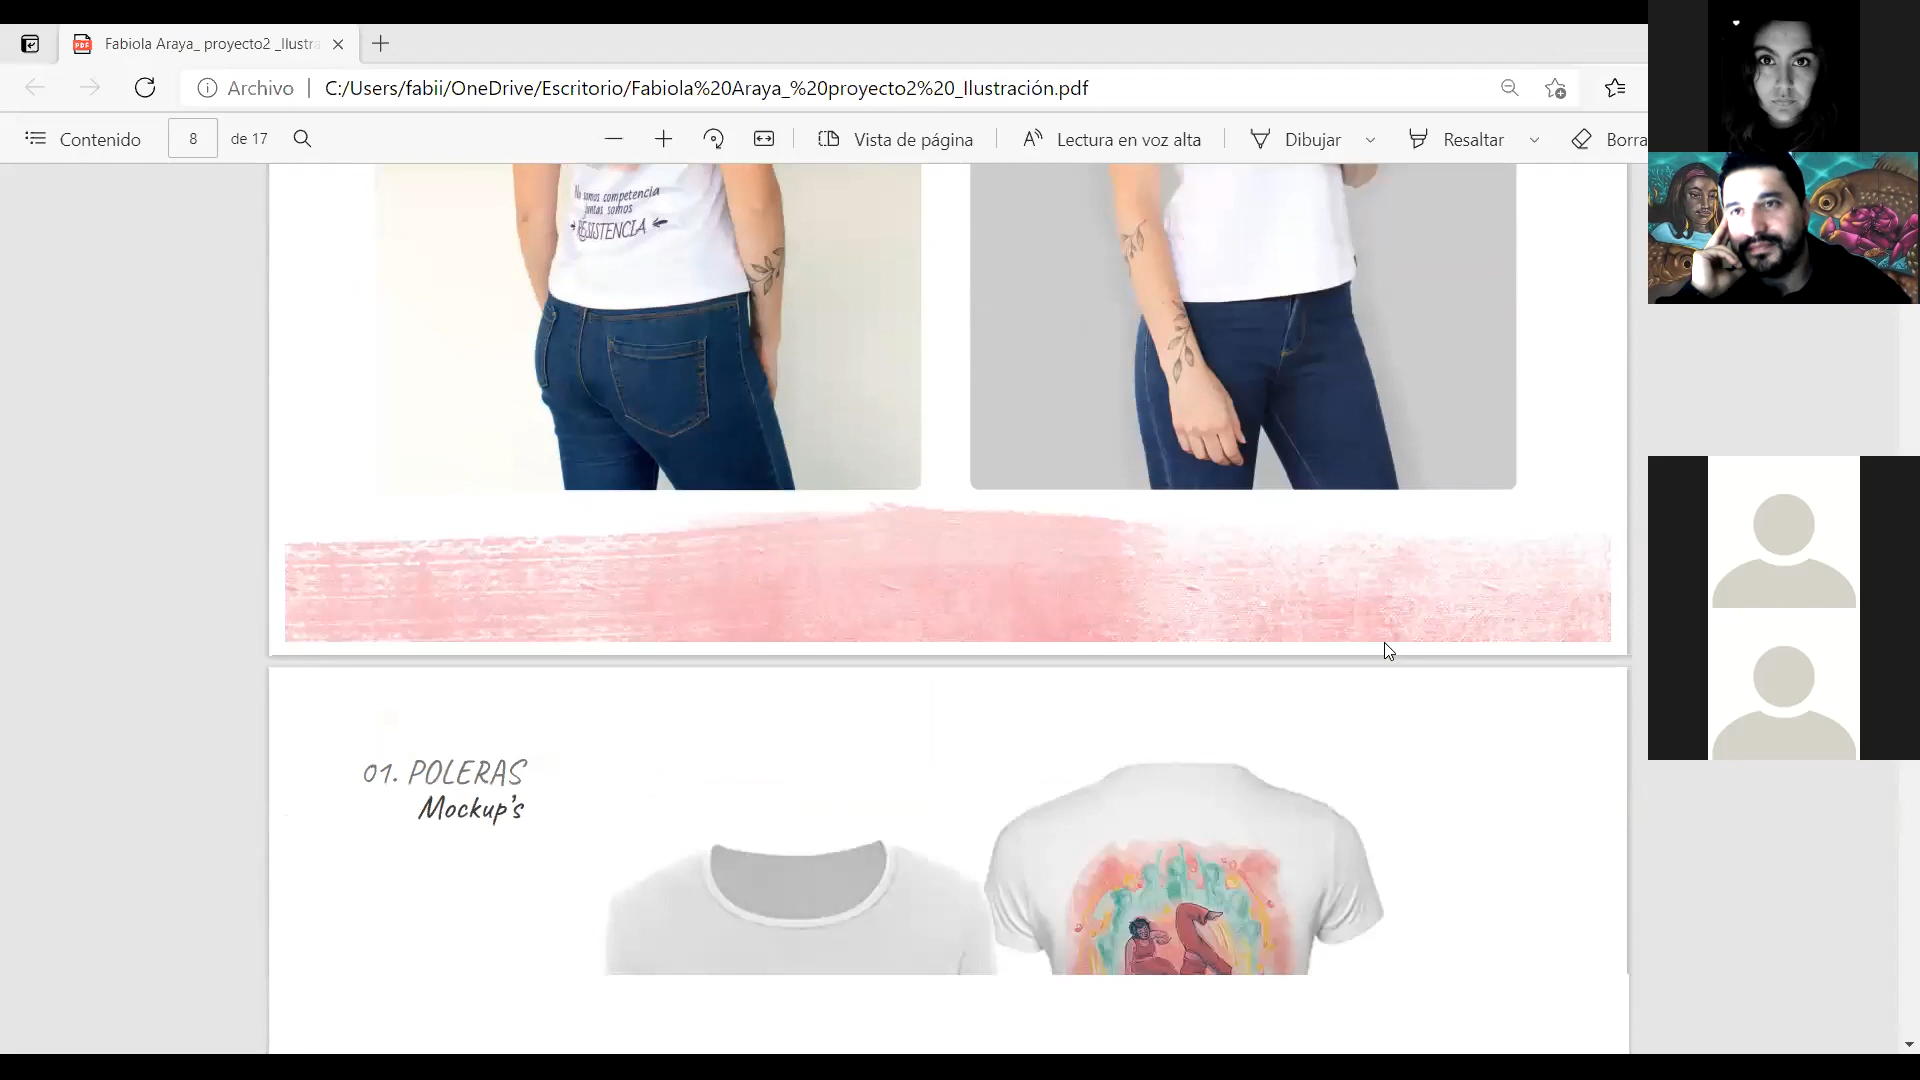 Fabiola Araya_ proyecto2 _Ilustra
Archivo
C:/Users/fabii/OneDrive/Escritorio/Fabiola%20Araya_%20proyecto2%20_Ilustración.pdf
Contenido
8
de 17
Vista de página
Lectura en voz alta
Dibujar
Resaltar
Borra
No somos competencia
juntas somos
RESISTENCIA
01. POLERAS
Mockup's